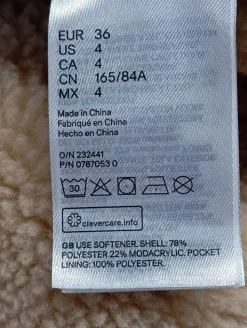 EUR 36
US 4
CA 4
CN 165/84A
MX 4
Made in China
Fabriqué en Chine
Hecho en China
O/N 232441
P/N 0787053 0
30
clevercare.info
GB USE SOFTENER. SHELL: 78%
POLYESTER 22% MODACRYLIC. POCKET
LINING: 100% POLYESTER.